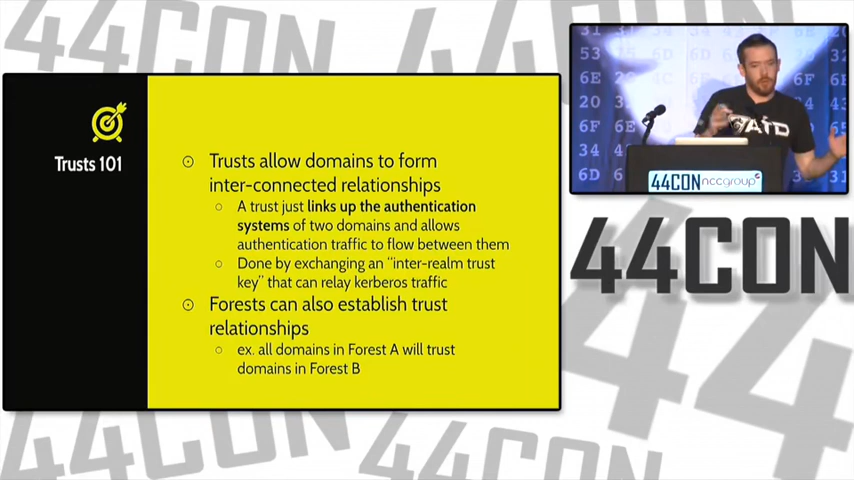 Trusts 101
Trusts allow domains to form
inter-connected relationships
A trust just links up the authentication
systems of two domains and allows
authentication traffic to flow between them
Done by exchanging an “inter-realm trust
key” that can relay kerberos traffic
Forests can also establish trust
relationships
ex. all domains in Forest A will trust
domains in Forest B
44CON nccgroup
44CON